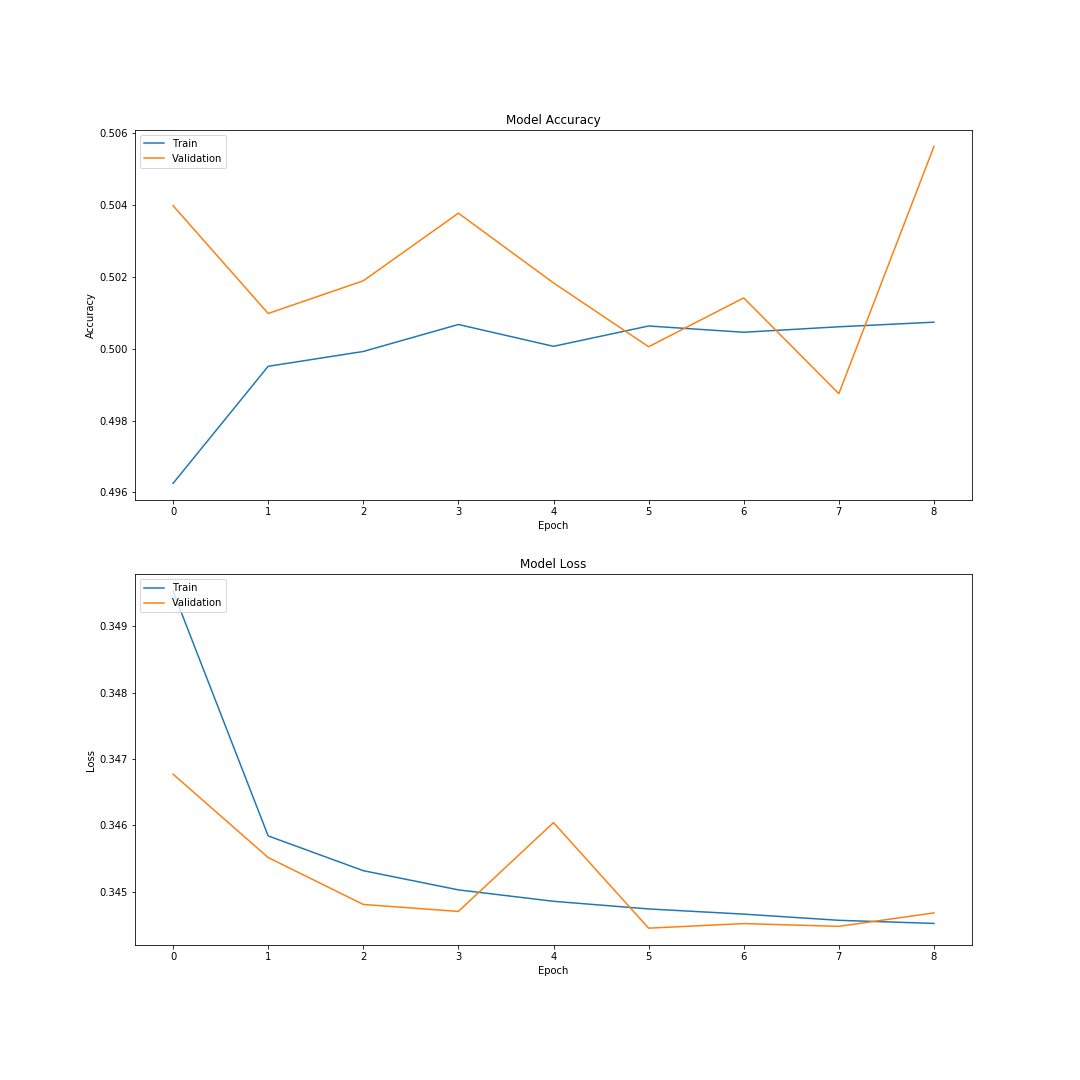 Model Accuracy
Train
Validation
0.506
0.504
0.502
0.500
0.498
0.496
Accuracy
0 1 2 3 4 5 6 7 8
Epoch
Model Loss
Train
Validation
0.349
0.348
0.347
0.346
0.345
Loss
0 1 2 3 4 5 6 7 8
Epoch